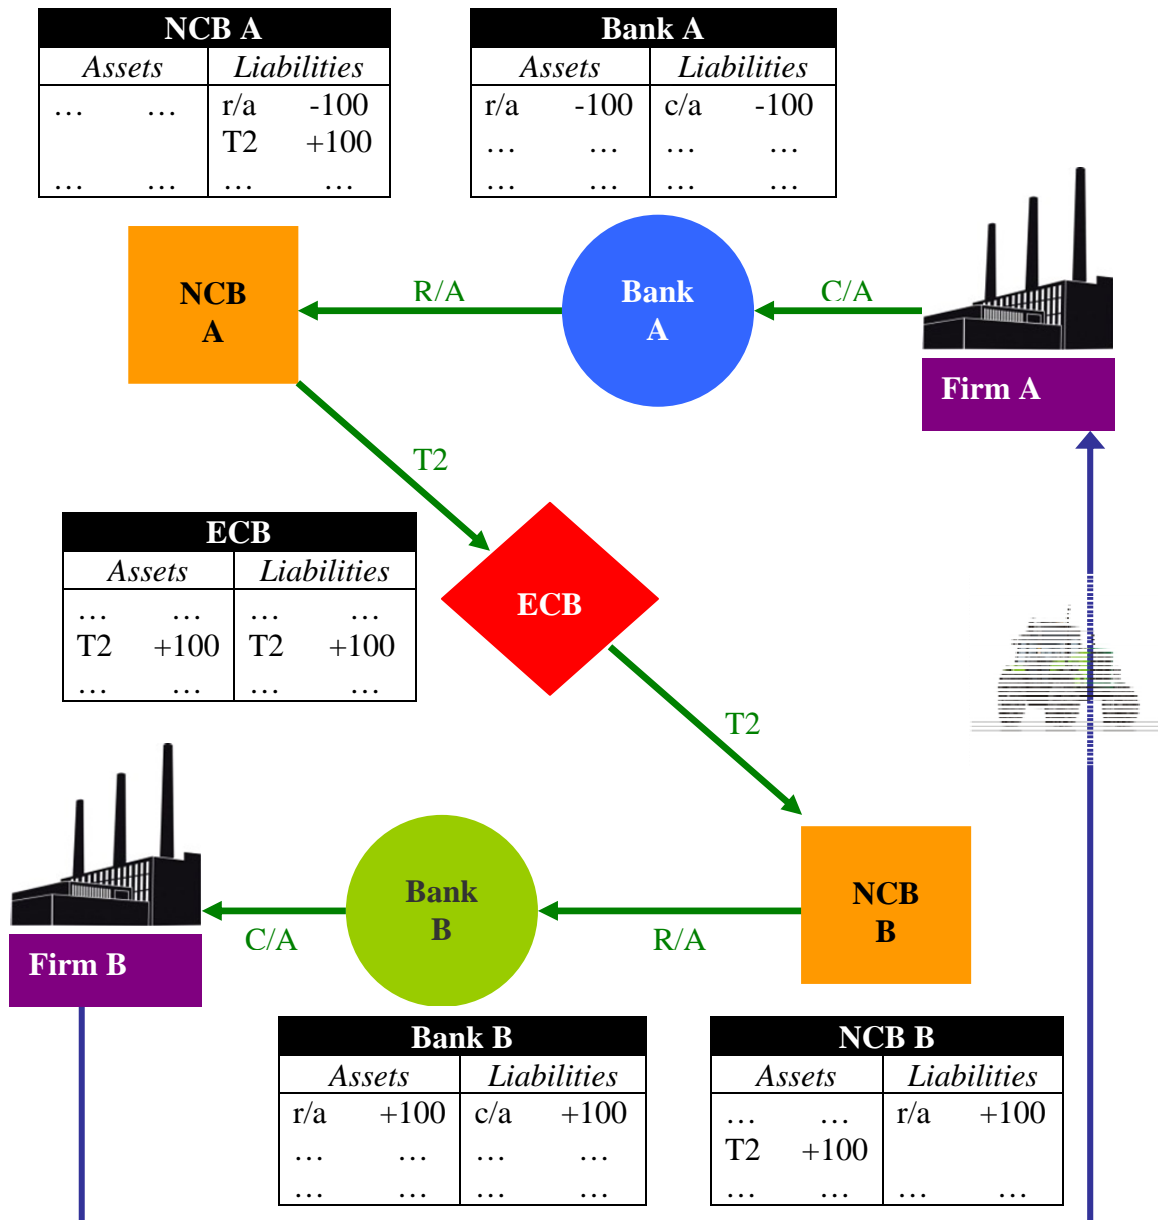 NCB A
Assets Liabilities
… … r/a -100
T2 +100
… … … …
Bank A
Assets Liabilities
r/a -100 c/a -100
… … … …
… … … …
NCB
A
R/A
Bank
A
C/A
Firm A
T2
ECB
Assets Liabilities
… … … …
T2 +100 T2 +100
… … … …
ECB
T2
Firm B
C/A
Bank
B
R/A
NCB
B
Bank B
Assets Liabilities
r/a +100 c/a +100
… … … …
… … … …
NCB B
Assets Liabilities
… … r/a +100
T2 +100
… … … …